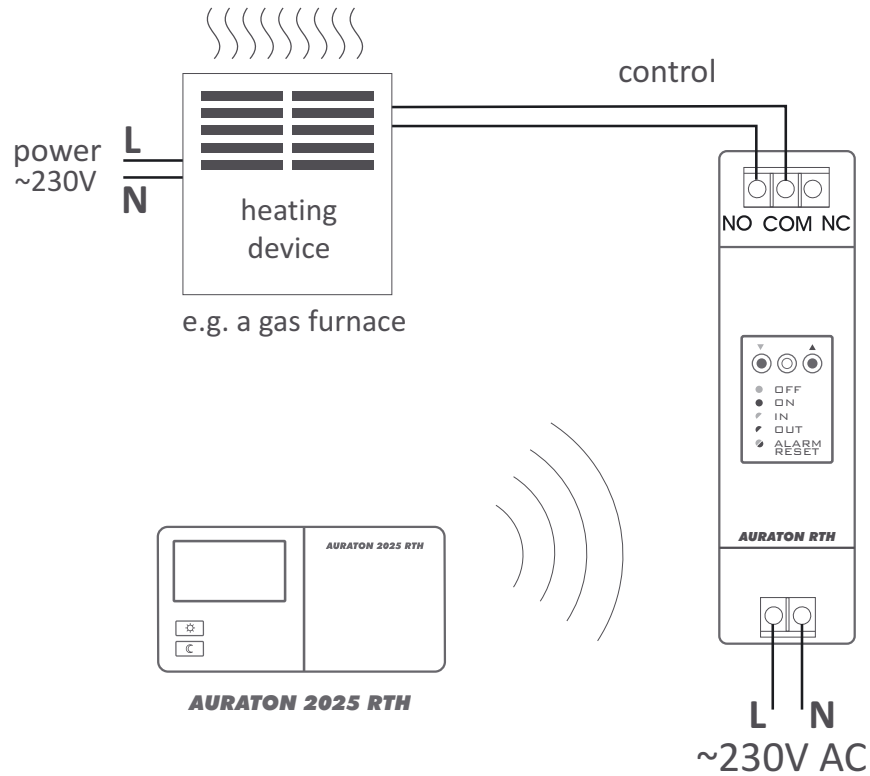 control
power
~230V
L
N
heating
device
e.g. a gas furnace
NO COM NC
OFF
ON
IN
OUT
ALARM
RESET
AURATON RTH
AURATON 2025 RTH
AURATON 2025 RTH
L N
~230V AC